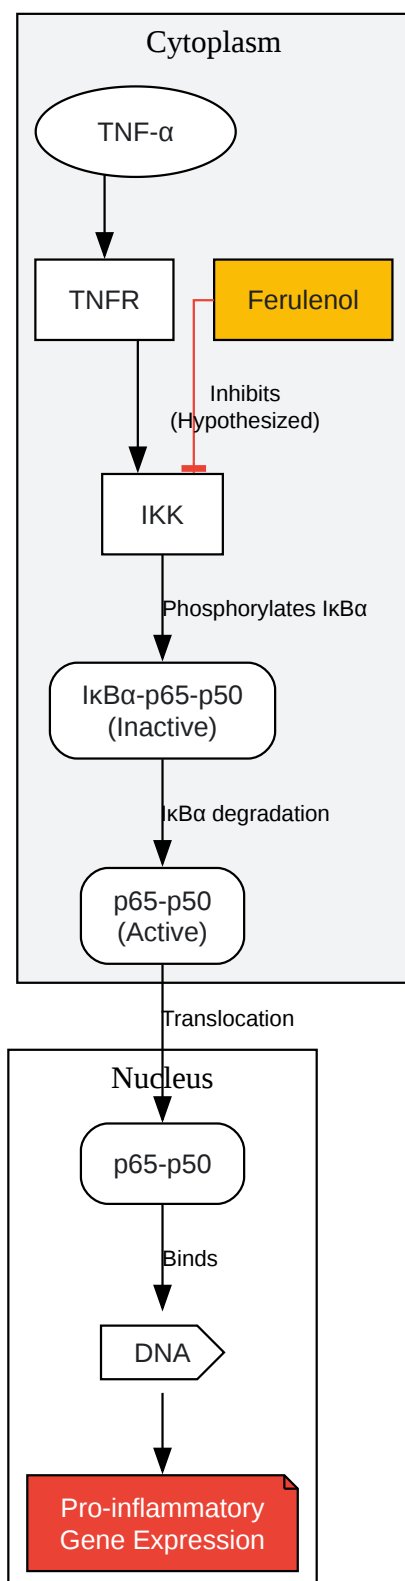 Cytoplasm
TNF-α
TNFR
Ferulenol
Inhibits
(Hypothesized)
IKK
Phosphorylates IκBα
IκBα-p65-p50
(Inactive)
IκBα degradation
p65-p50
(Active)
Translocation
Nucleus
p65-p50
Binds
DNA
Pro-inflammatory
Gene Expression